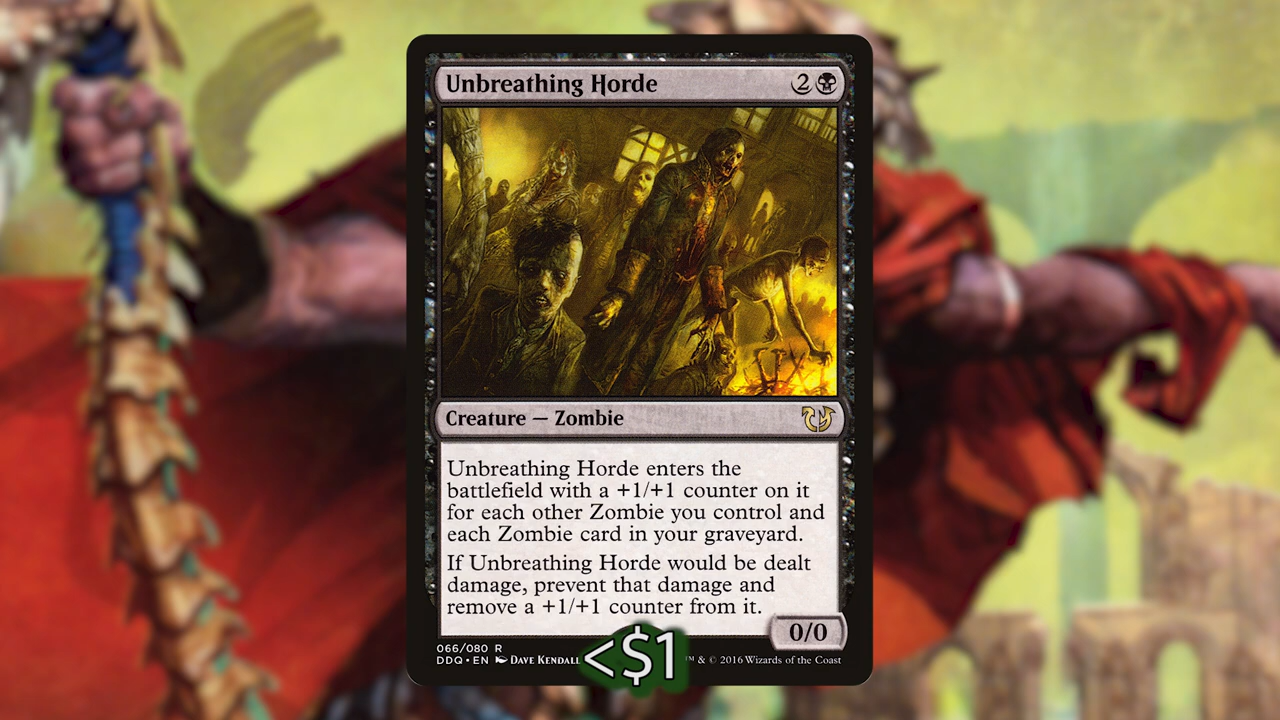 Unbreathing Horde 2
Creature — Zombie
Unbreathing Horde enters the
battlefield with a +1/+1 counter on it
for each other Zombie you control and
each Zombie card in your graveyard.
If Unbreathing Horde would be dealt
damage, prevent that damage and
remove a +1/+1 counter from it.
0/0
066/080 R
DDQ • EN Dave Kendall ™ & © 2016 Wizards of the Coast
<$1